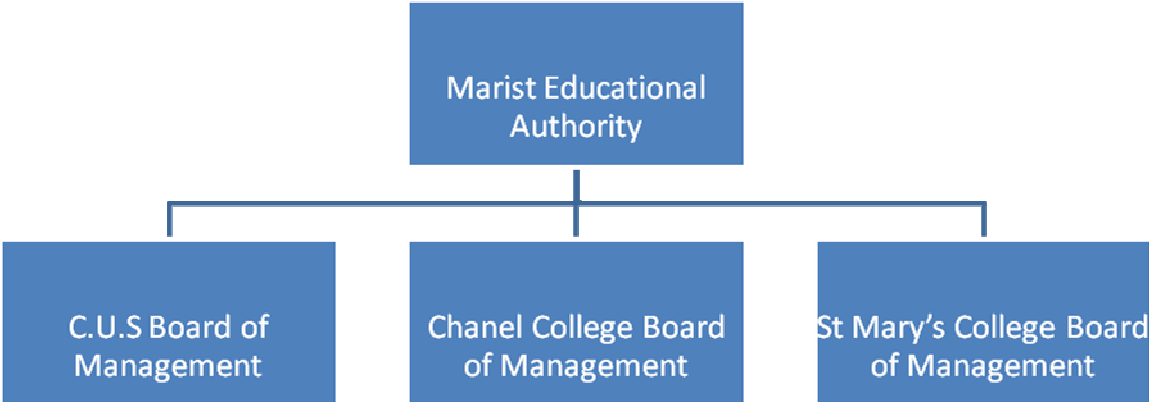 Marist Educational
Authority
C.U.S Board of
Management
Chanel College Board
of Management
St Mary’s College Board
of Management